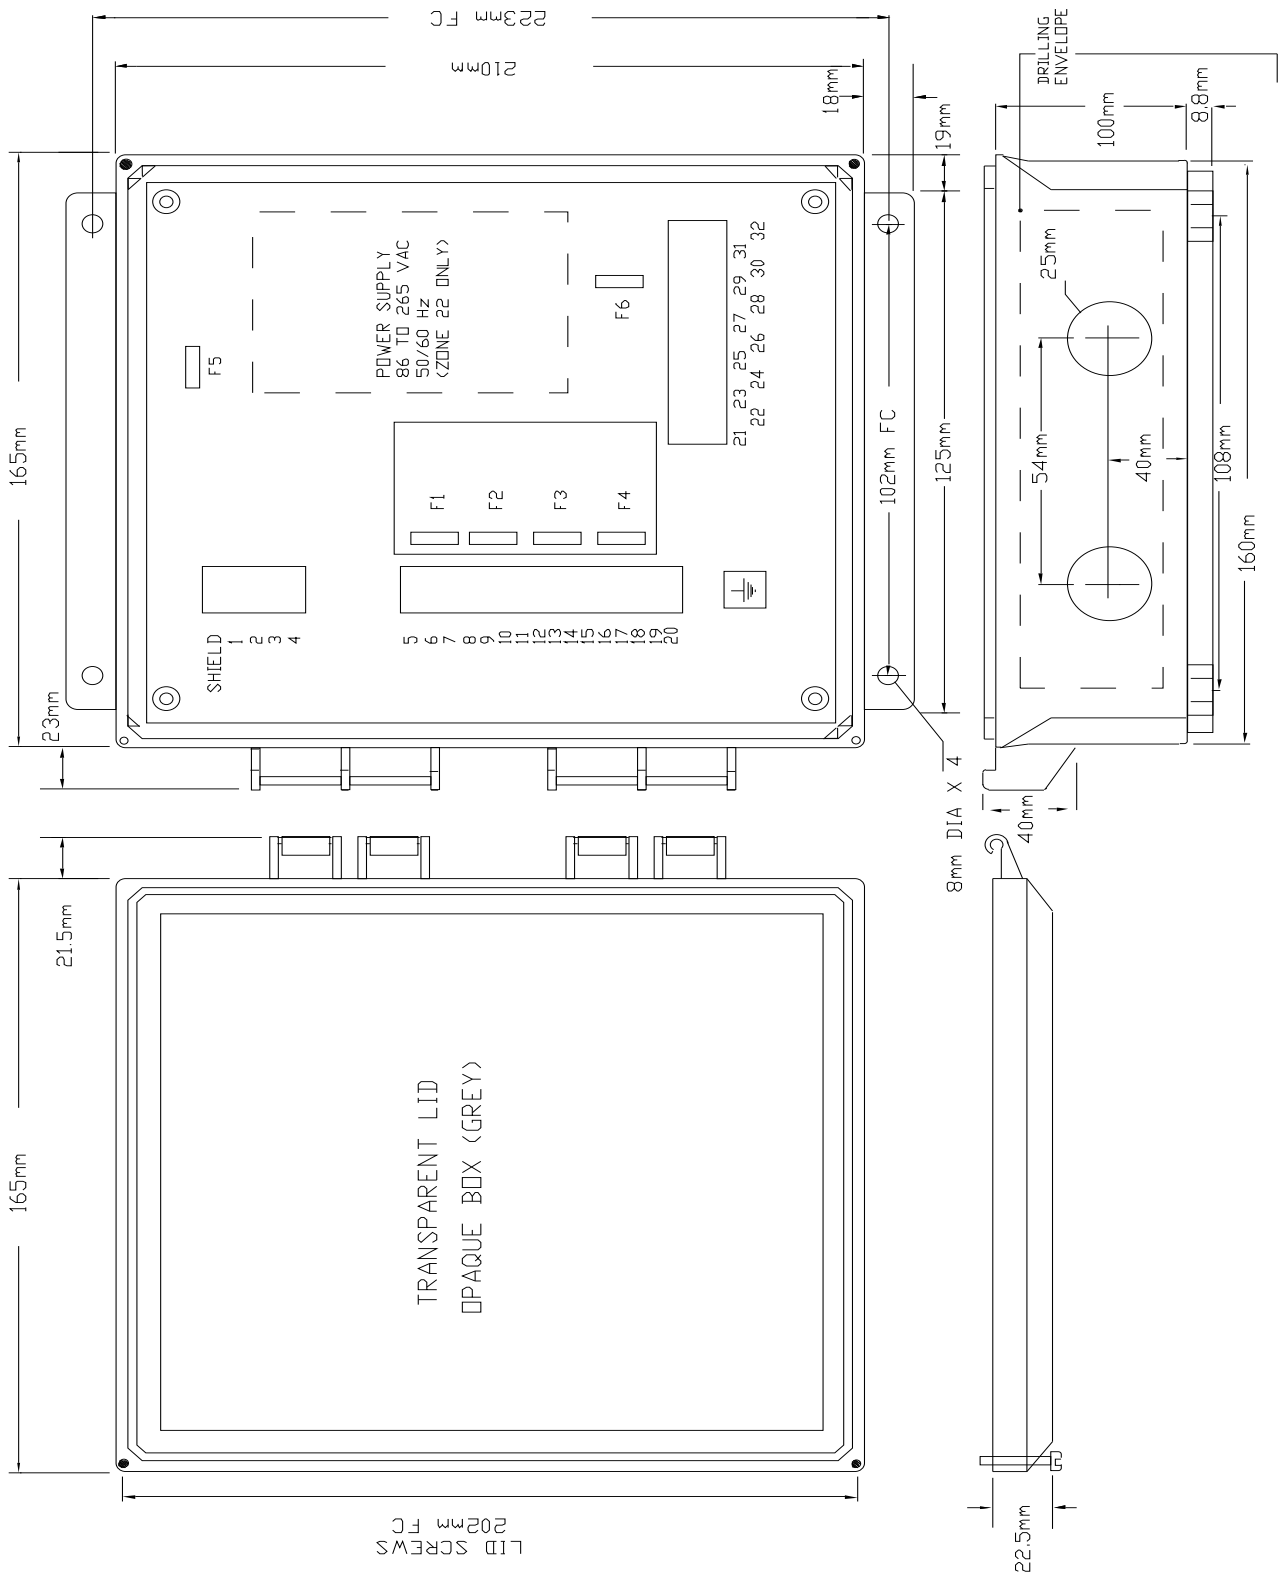 223mm FC
210mm
18mm
19mm
165mm
23mm
F5
POWER SUPPLY
86 TO 265 VAC
50/60 Hz
(ZONE 22 ONLY)
F6
21 23 25 27 29 31
22 24 26 28 30 32
F1
F2
F3
F4
SHIELD
1
2
3
4
5
6
7
8
9
10
11
12
13
14
15
16
17
18
19
20
102mm FC
125mm
8mm DIA X 4
DRILLING
ENVELOPE
100mm
8.8mm
25mm
54mm
40mm
108mm
160mm
40mm
21.5mm
165mm
TRANSPARENT LID
OPAQUE BOX (GREY)
LID SCREWS
202mm FC
22.5mm